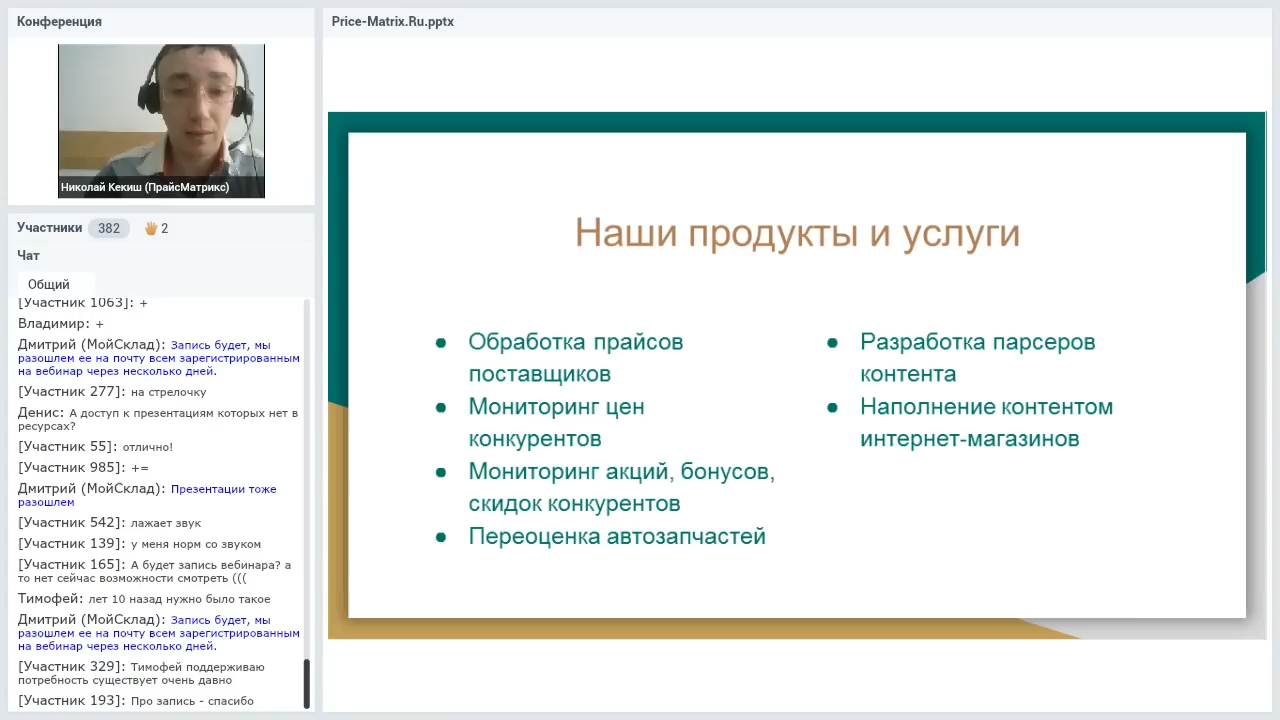 Конференция
Николай Кекиш (ПрайсМатрикс)
Участники 382 2
Чат
Общий
[Участник 1063]: +
Владимир: +
Дмитрий (МойСклад): Запись будет, мы
разошлем ее на почту всем зарегистрированным
на вебинар через несколько дней.
[Участник 277]: на стрелочку
Денис: А доступ к презентациям которых нет в
ресурсах?
[Участник 55]: отлично!
[Участник 985]: +=
Дмитрий (МойСклад): Презентации тоже
разошлем
[Участник 542]: лажает звук
[Участник 139]: у меня норм со звуком
[Участник 165]: А будет запись вебинара? а
то нет сейчас возможности смотреть (((
Тимофей: лет 10 назад нужно было такое
Дмитрий (МойСклад): Запись будет, мы
разошлем ее на почту всем зарегистрированным
на вебинар через несколько дней.
[Участник 329]: Тимофей поддерживаю
потребность существует очень давно
[Участник 193]: Про запись - спасибо
Price-Matrix.Ru.pptx
Наши продукты и услуги
● Обработка прайсов
поставщиков
● Мониторинг цен
конкурентов
● Мониторинг акций, бонусов,
скидок конкурентов
● Переоценка автозапчастей
● Разработка парсеров
контента
● Наполнение контентом
интернет-магазинов